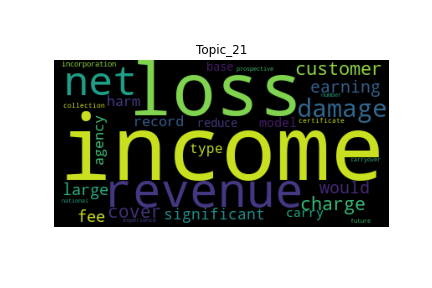 Topic_21
incorporation
base
prospective
customer
net
loss
earning
number
harm
damage
collection
record
reduce
model
certificate
agency
income
type
carryover
large
revenue
would
national
fee
cover
significant
charge
carry
experience
future